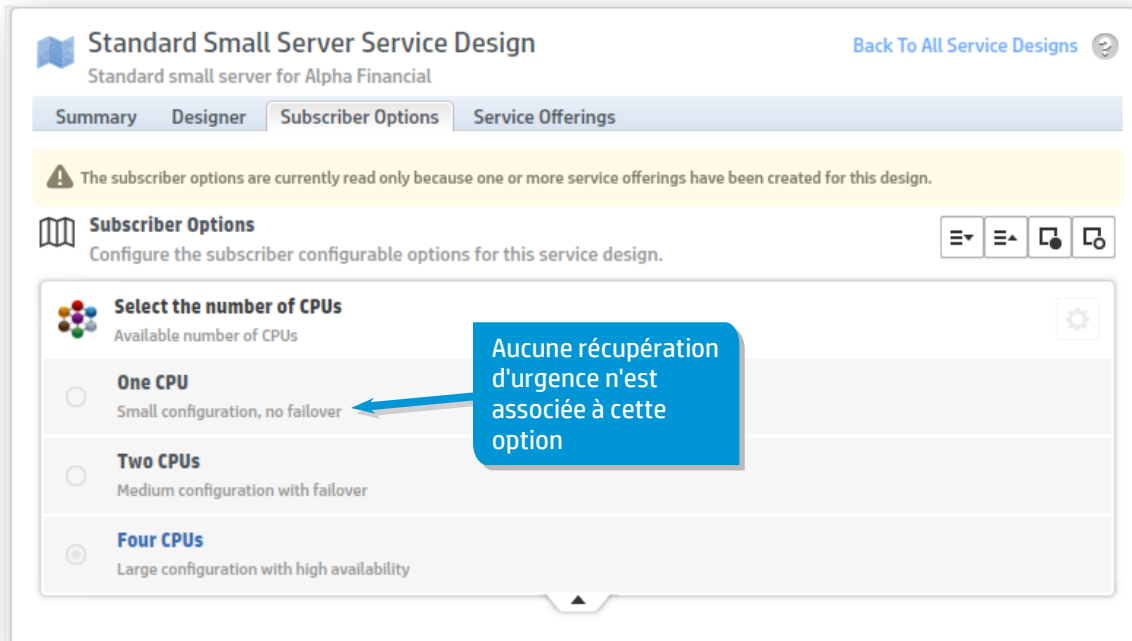 Standard Small Server Service Design
Back To All Service Designs ?
Standard small server for Alpha Financial
Summary Designer Subscriber Options Service Offerings
The subscriber options are currently read only because one or more service offerings have been created for this design.
Subscriber Options
Configure the subscriber configurable options for this service design.
Select the number of CPUs
Available number of CPUs
One CPU
Small configuration, no failover
Aucune récupération
d'urgence n'est
associée à cette
option
Two CPUs
Medium configuration with failover
Four CPUs
Large configuration with high availability